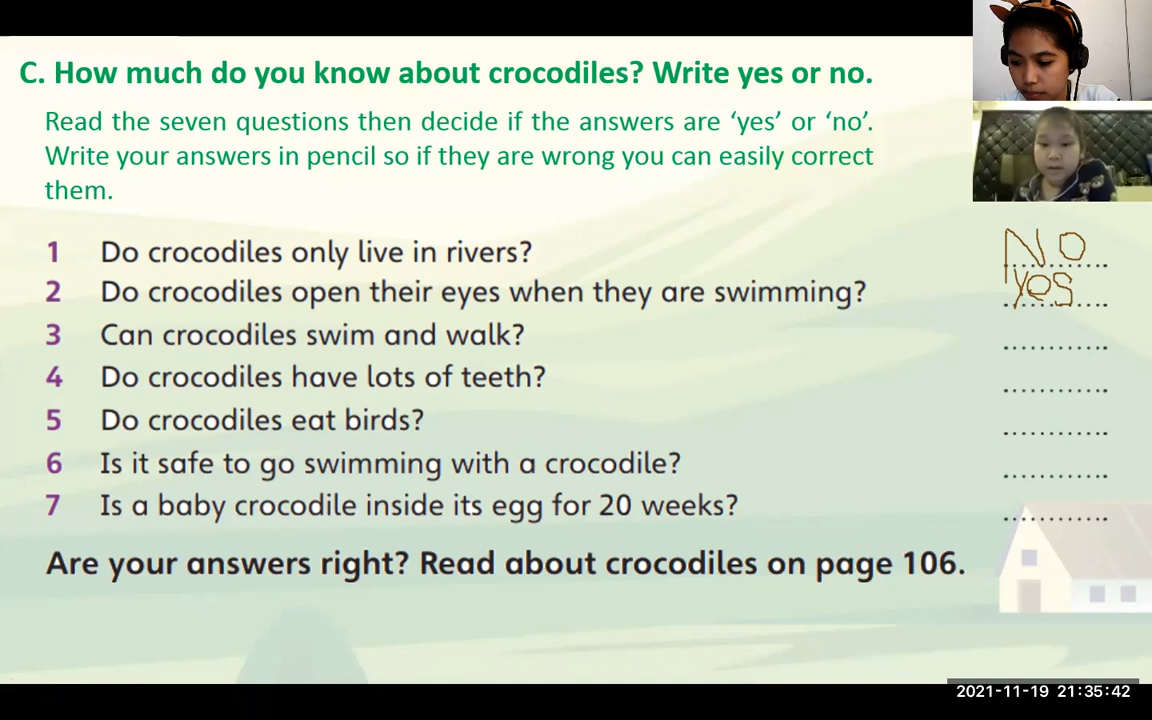 C. How much do you know about crocodiles? Write yes or no.
Read the seven questions then decide if the answers are ‘yes’ or ‘no’.
Write your answers in pencil so if they are wrong you can easily correct
them.
1 Do crocodiles only live in rivers? NO
2 Do crocodiles open their eyes when they are swimming? yes
3 Can crocodiles swim and walk? ............
4 Do crocodiles have lots of teeth? ............
5 Do crocodiles eat birds? ............
6 Is it safe to go swimming with a crocodile? ............
7 Is a baby crocodile inside its egg for 20 weeks? ............
Are your answers right? Read about crocodiles on page 106.
2021-11-19 21:35:42